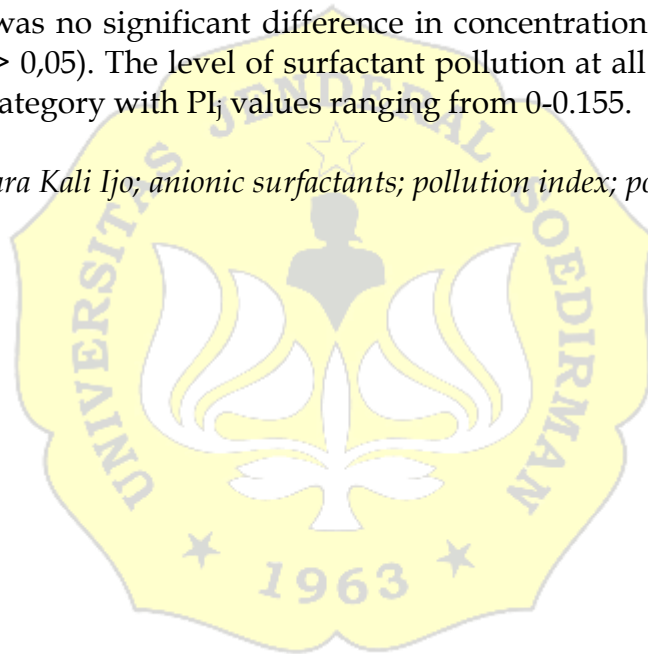 was no significant difference in concentration
> 0,05). The level of surfactant pollution at all
ategory with PIj values ranging from 0-0.155.
ara Kali Ijo; anionic surfactants; pollution index; po
UNIVERSITAS JENDERAL SOEDIRMAN
1963